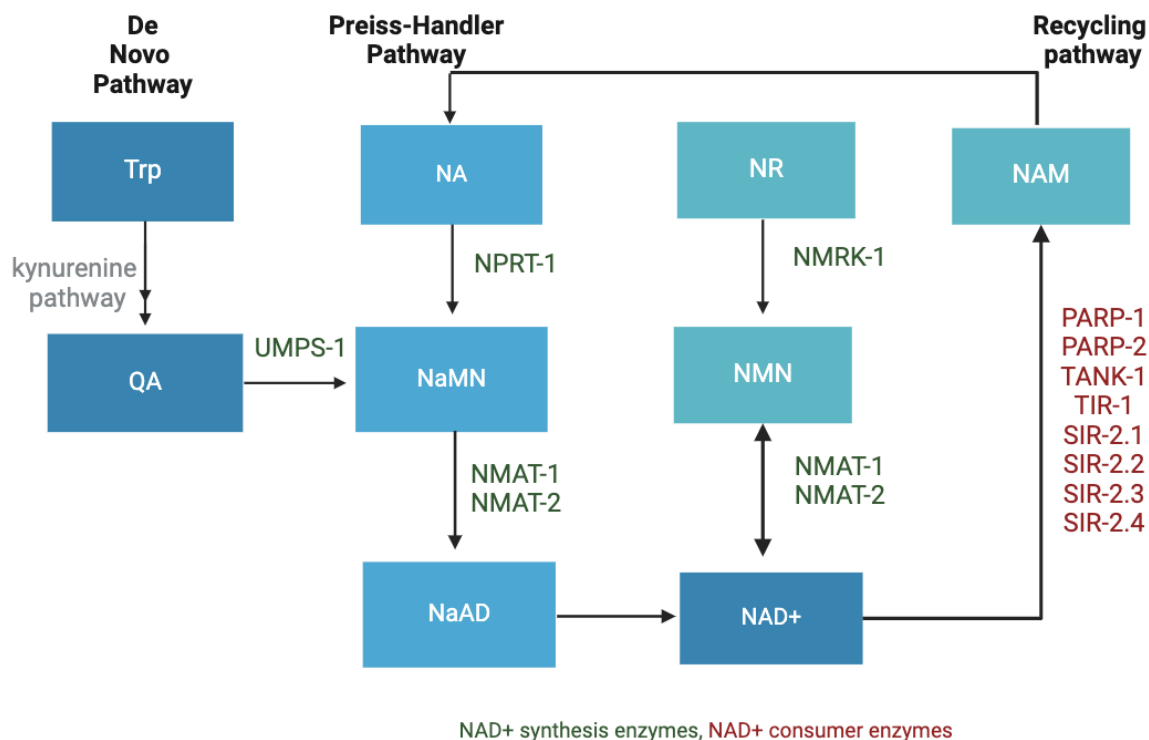 De
Novo
Pathway
Preiss-Handler
Pathway
Recycling
pathway
Trp
NA
NR
NAM
kynurenine
pathway
NPRT-1
NMRK-1
QA
UMPS-1
NaMN
NMN
PARP-1
PARP-2
TANK-1
TIR-1
SIR-2.1
SIR-2.2
SIR-2.3
SIR-2.4
NMAT-1
NMAT-2
NMAT-1
NMAT-2
NaAD
NAD+
NAD+ synthesis enzymes, NAD+ consumer enzymes